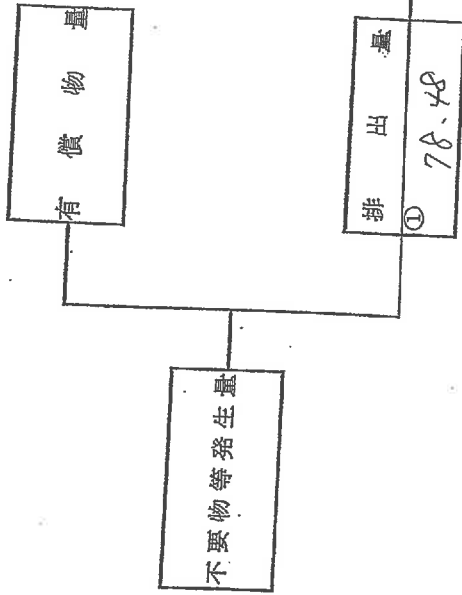 不要物等発生量
有償物量
排出量
①
78.48